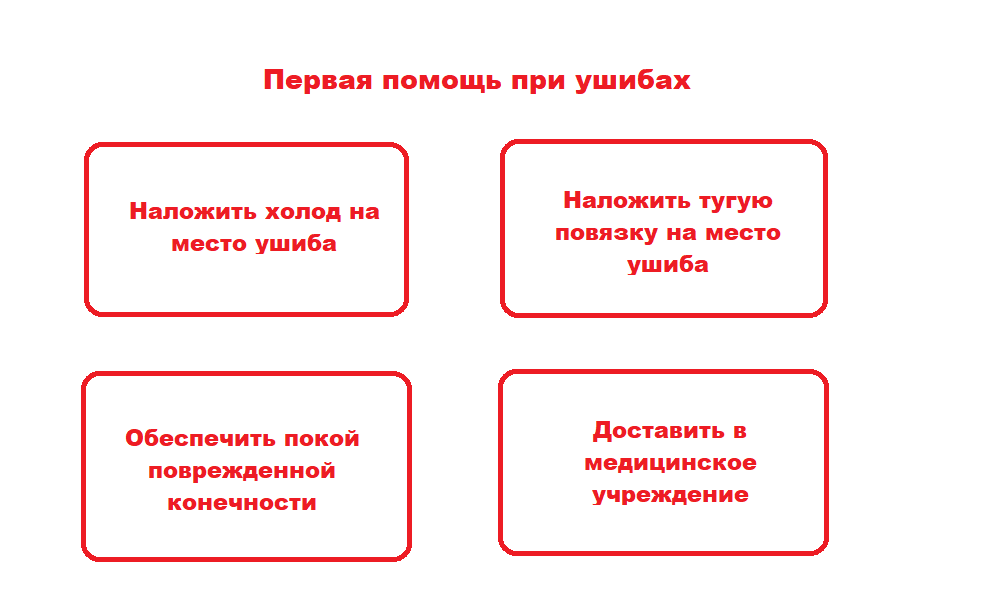 Первая помощь при ушибах
Наложить холод на
место ушиба
Наложить тугую
повязку на место
ушиба
Обеспечить покой
поврежденной
конечности
Доставить в
медицинское
учреждение